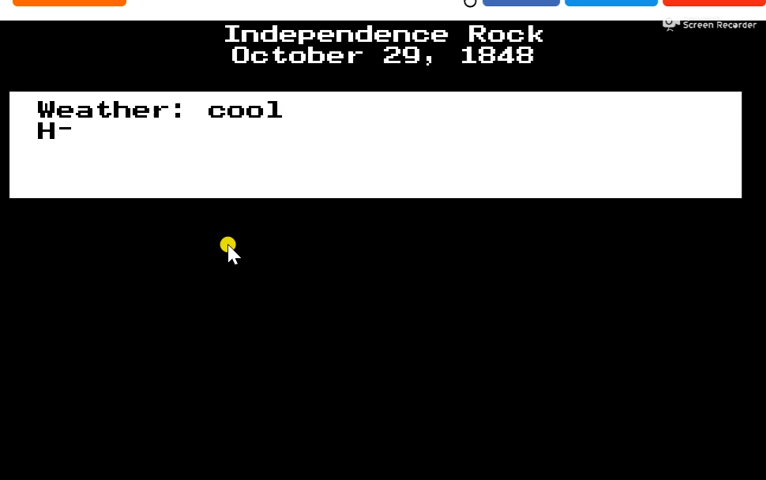 Screen Recorder
Independence Rock
October 29, 1848
Weather: cool
H-